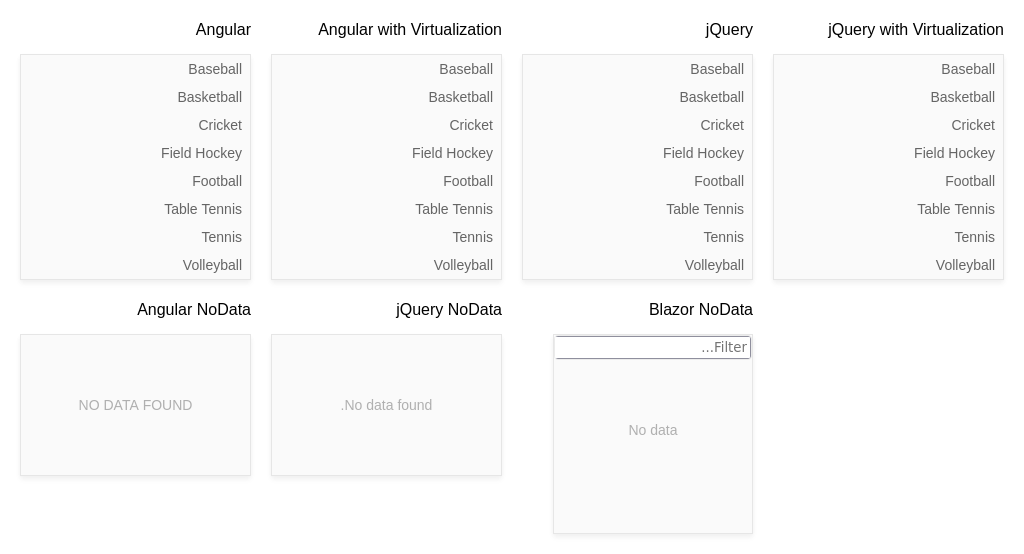 Angular
Baseball
Basketball
Cricket
Field Hockey
Football
Table Tennis
Tennis
Volleyball
Angular with Virtualization
Baseball
Basketball
Cricket
Field Hockey
Football
Table Tennis
Tennis
Volleyball
jQuery
Baseball
Basketball
Cricket
Field Hockey
Football
Table Tennis
Tennis
Volleyball
jQuery with Virtualization
Baseball
Basketball
Cricket
Field Hockey
Football
Table Tennis
Tennis
Volleyball
Angular NoData
NO DATA FOUND
jQuery NoData
.No data found
Blazor NoData
...Filter
No data